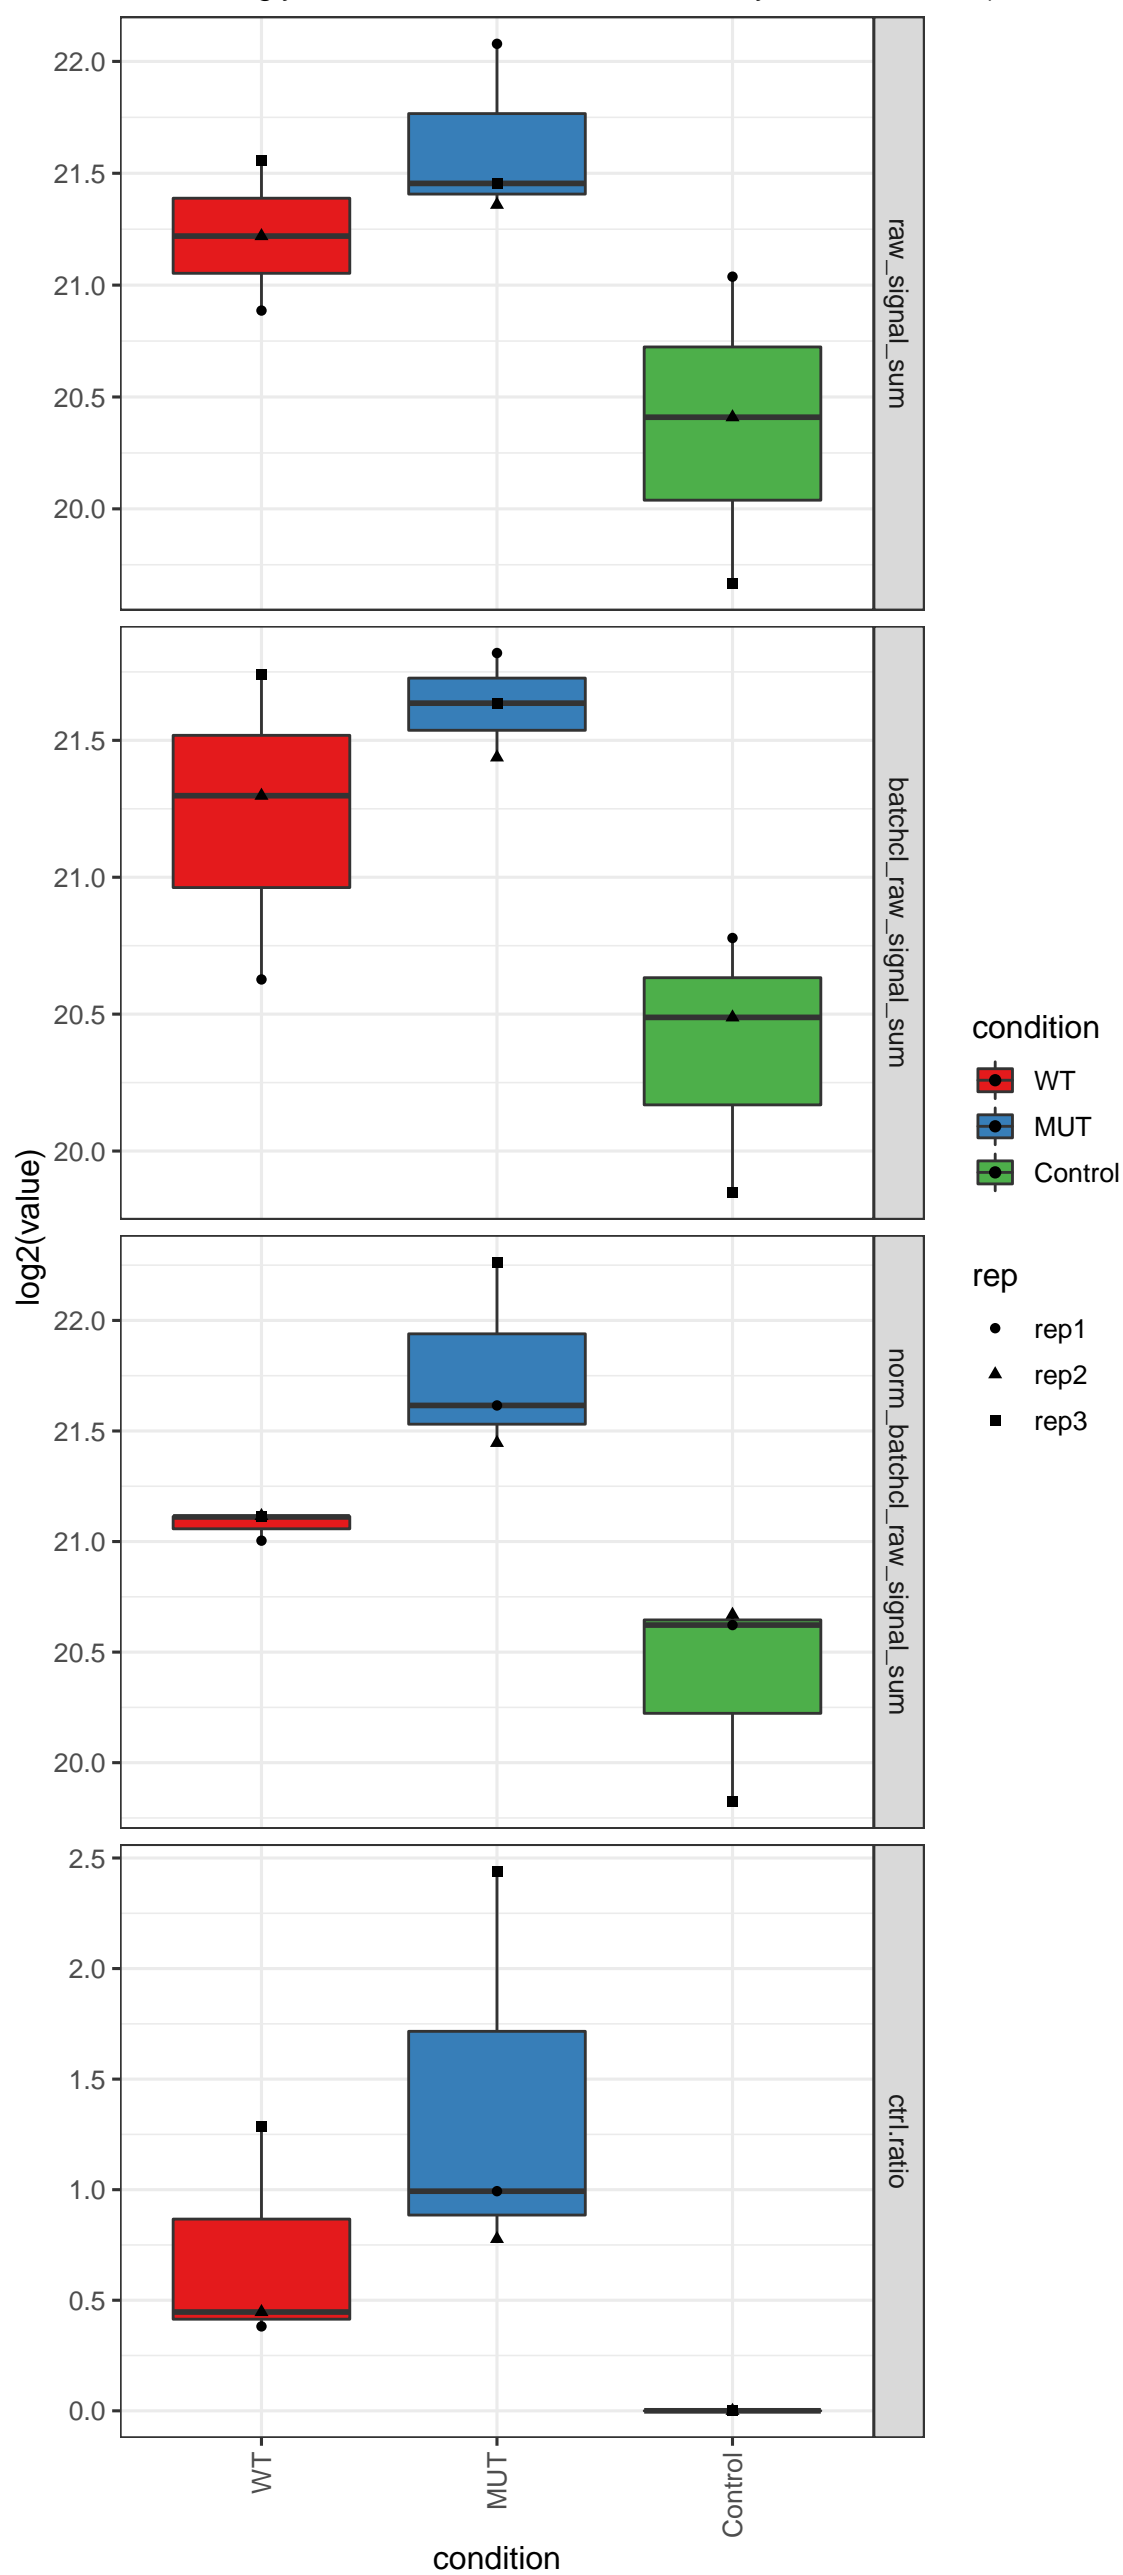 22.0
21.5
21.0
20.5
20.0
raw_signal_sum
21.5
21.0
20.5
20.0
batchcl_raw_signal_sum
22.0
21.5
21.0
20.5
20.0
norm_batchcl_raw_signal_sum
2.5
2.0
1.5
1.0
0.5
0.0
ctrl.ratio
log2(value)
WT
MUT
Control
condition
condition
WT
MUT
Control
rep
rep1
rep2
rep3